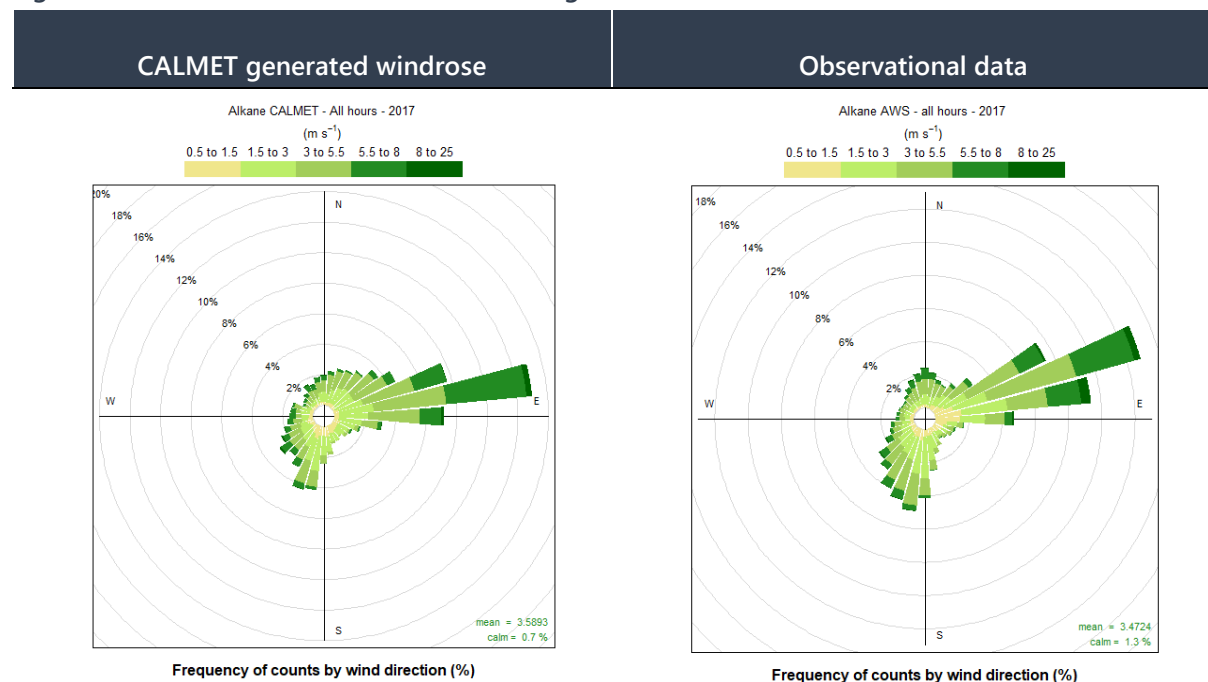 CALMET generated windrose
Observational data
Alkane CALMET - All hours - 2017
(m s⁻¹)
0.5 to 1.5 1.5 to 3 3 to 5.5 5.5 to 8 8 to 25
20%
18%
16%
14%
12%
10%
8%
6%
4%
2%
N
W
E
S
mean = 3.5893
calm = 0.7 %
Frequency of counts by wind direction (%)
Alkane AWS - all hours - 2017
(m s⁻¹)
0.5 to 1.5 1.5 to 3 3 to 5.5 5.5 to 8 8 to 25
18%
16%
14%
12%
10%
8%
6%
4%
2%
N
W
E
S
mean = 3.4724
calm = 1.3 %
Frequency of counts by wind direction (%)